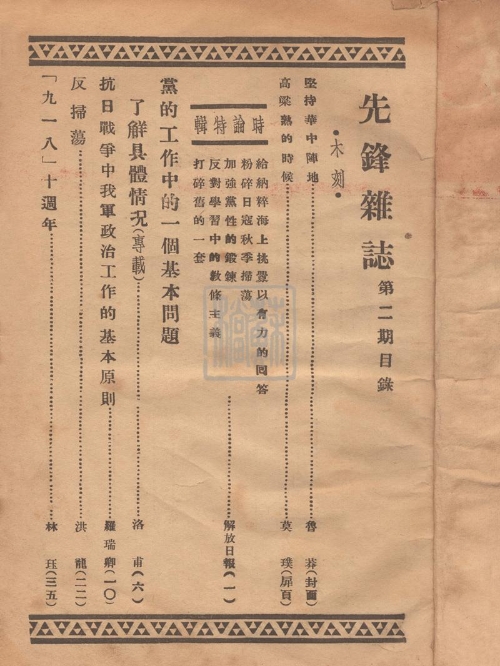 先鋒雜誌 第二期目錄
•木刻•
堅持華中陣地……魯莽(封面)
高梁熟的時候……莫璞(扉頁)
時論特輯
給納粹海上挑釁以有力的回答
粉碎日寇秋季掃蕩
加強黨性的鍛鍊
反對學習中的教條主義
打碎舊的一套
……解放日報(一)
黨的工作中的一個基本問題
了解具體情況(專載)……洛甫(六)
抗日戰爭中我軍政治工作的基本原則……羅瑞卿(一〇)
反掃蕩……洪龍(二二)
「九一八」十週年……林珏(三五)